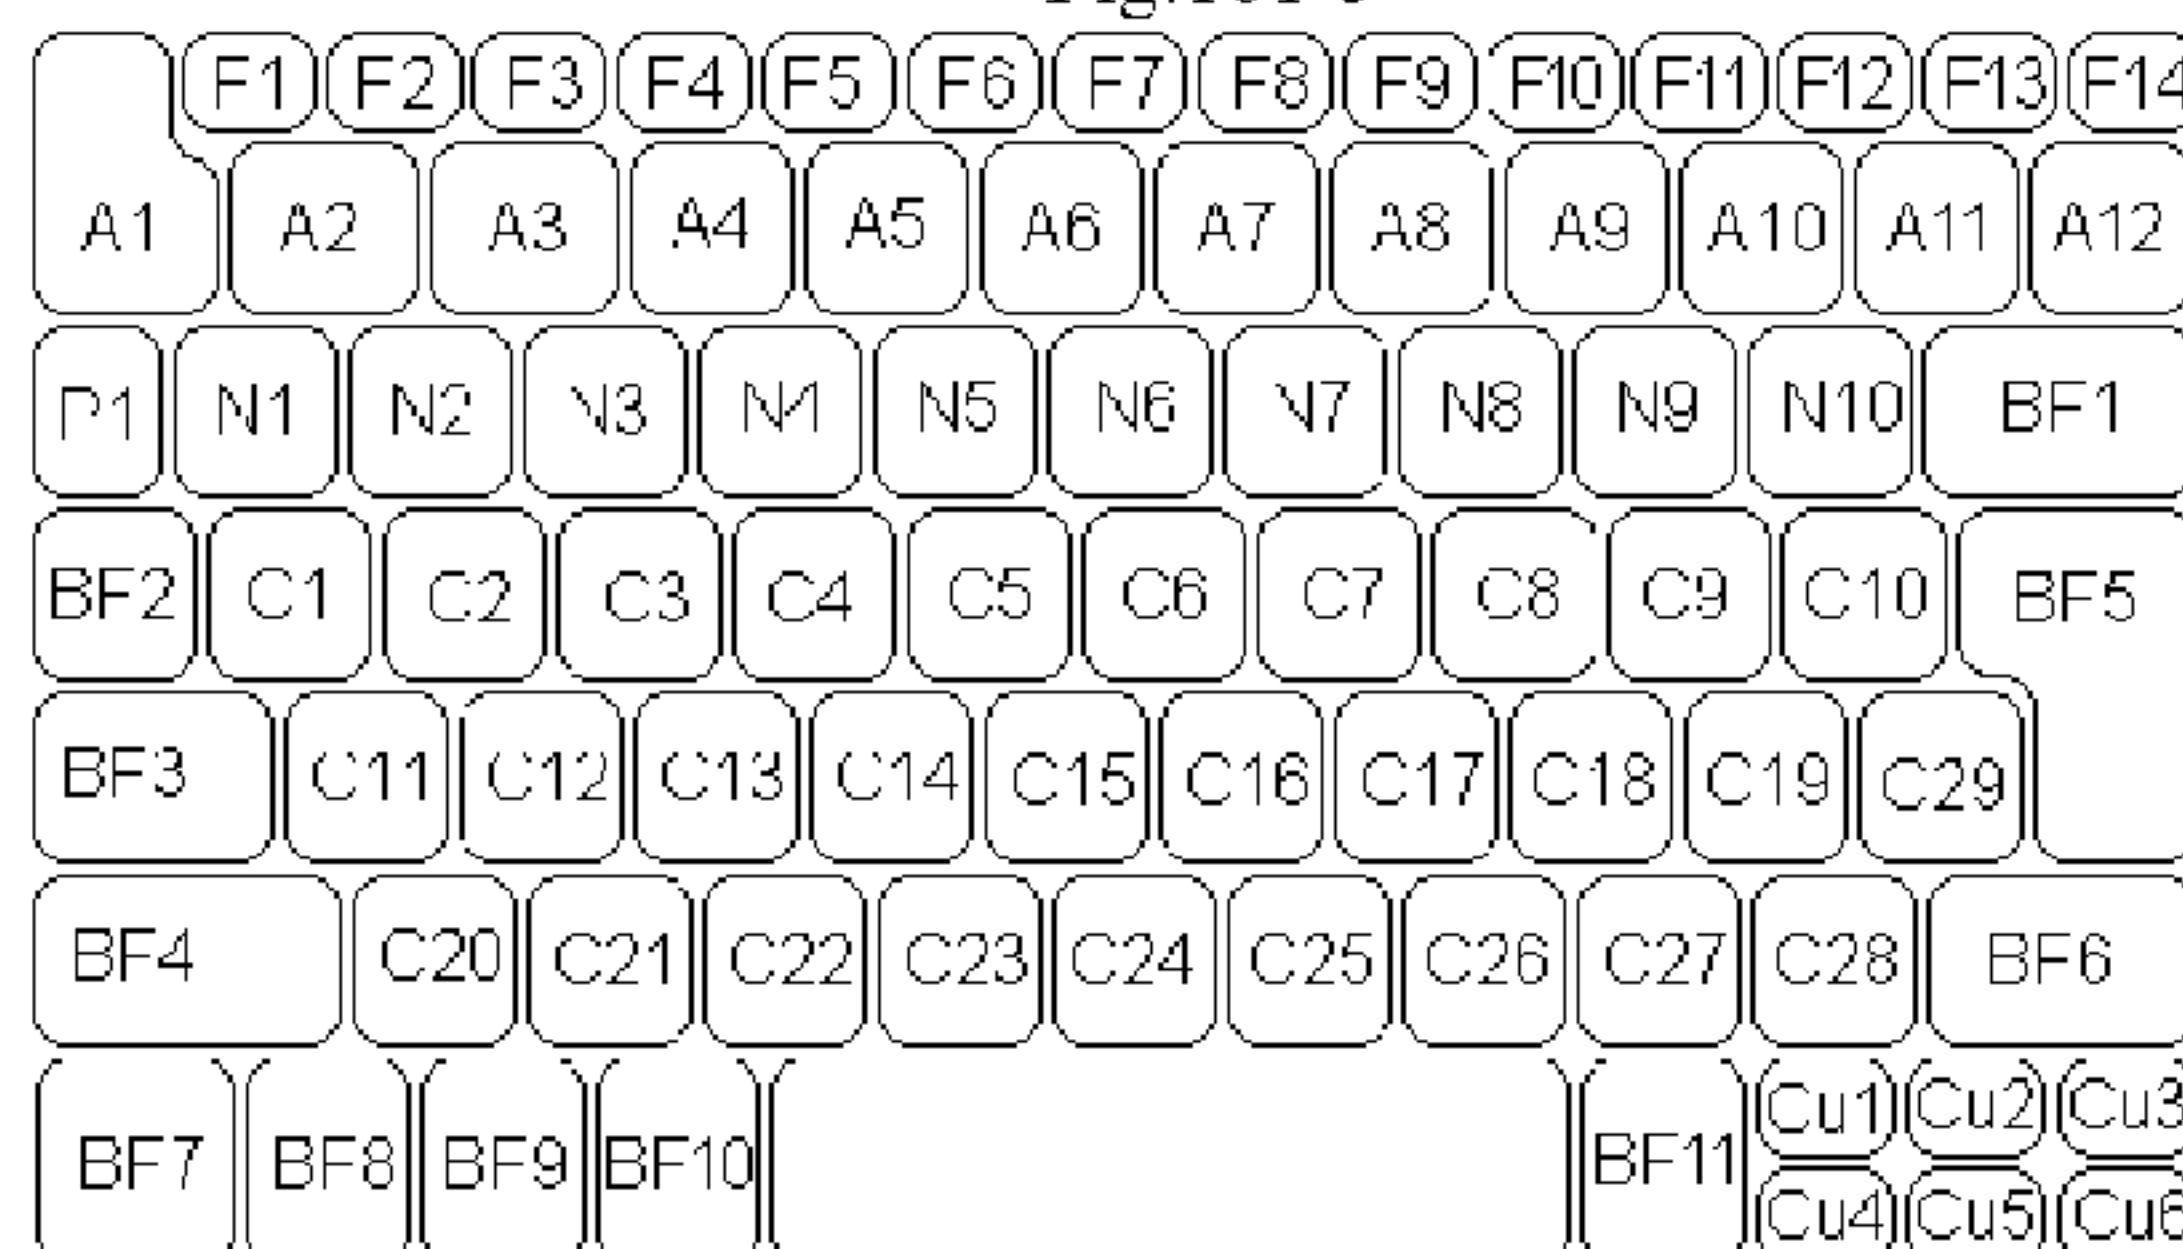 F1 F2 F3 F4 F5 F6 F7 F8 F9 F10 F11 F12 F13 F14
A1 A2 A3 A4 A5 A6 A7 A8 A9 A10 A11 A12
N1 N2 N3 N4 N5 N6 N7 N8 N9 N10 BF1
BF2 C1 C2 C3 C4 C5 C6 C7 C8 C9 C10 BF5
BF3 C11 C12 C13 C14 C15 C16 C17 C18 C19 C29
BF4 C20 C21 C22 C23 C24 C25 C26 C27 C28 BF6
Cu1 Cu2 Cu3
BF7 BF8 BF9 BF10 BF11
Cu4 Cu5 Cu6